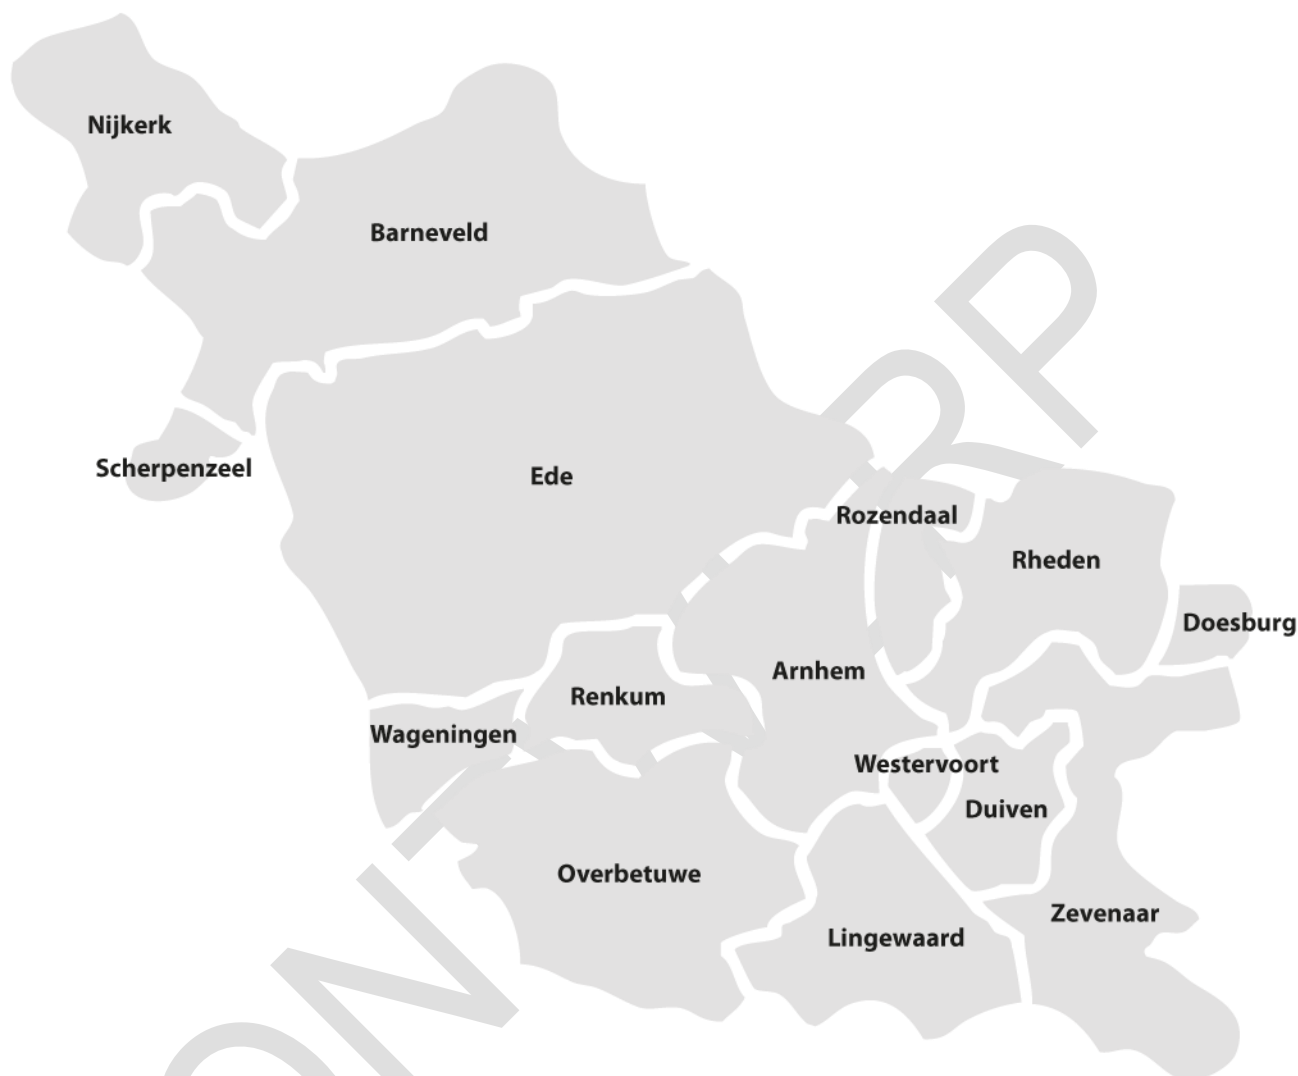 Nijkerk
Barneveld
Scherpenzeel
Ede
Rozendaal
Rheden
Doesburg
Arnhem
Renkum
Wageningen
Westervoort
Duiven
Overbetuwe
Zevenaar
Lingewaard